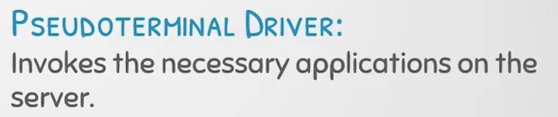 Pseudoterminal Driver:
Invokes the necessary applications on the
server.